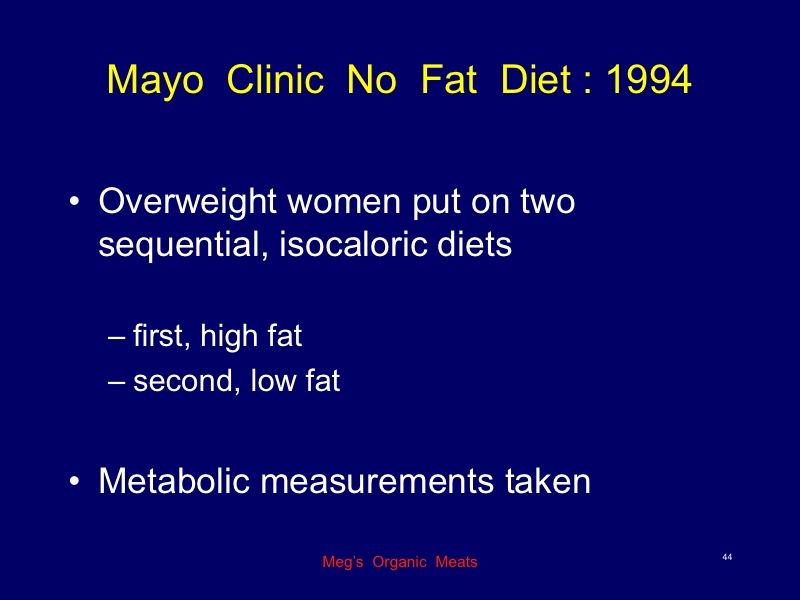 Mayo Clinic No Fat Diet : 1994
• Overweight women put on two
sequential, isocaloric diets
– first, high fat
– second, low fat
• Metabolic measurements taken
Meg’s Organic Meats
44